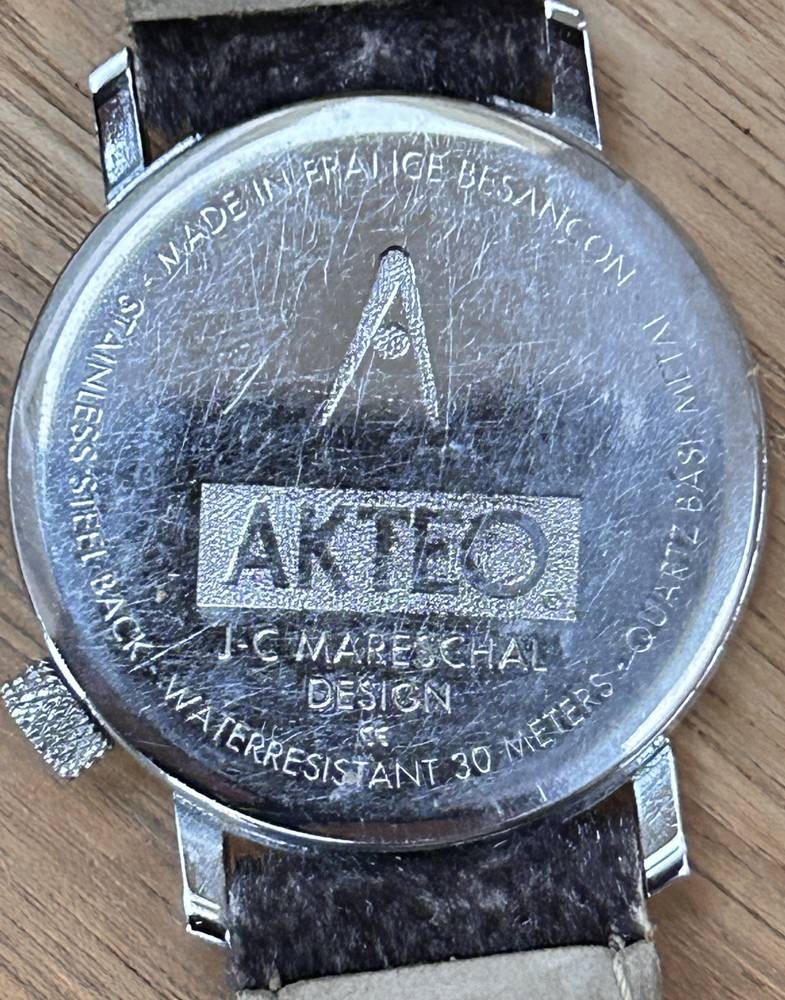 MADE IN FRANCE BESANCON
A
AKTEO
J-C MARESCHAL
DESIGN
CE
STAINLESS STEEL BACK - WATERRESISTANT 30 METERS - QUARTZ BASE METAL -